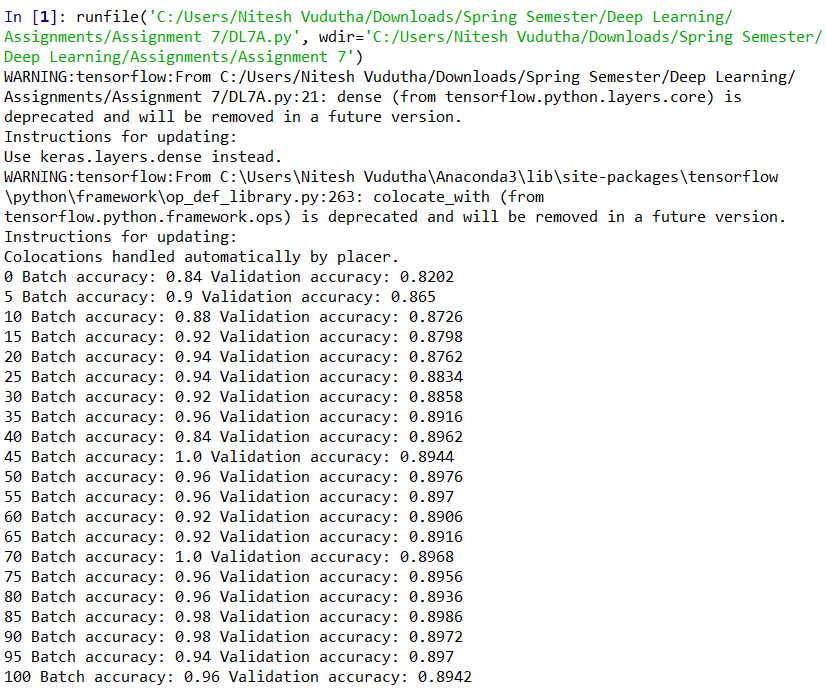 In [1]: runfile('C:/Users/Nitesh Vudutha/Downloads/Spring Semester/Deep Learning/
Assignments/Assignment 7/DL7A.py', wdir='C:/Users/Nitesh Vudutha/Downloads/Spring Semester/
Deep Learning/Assignments/Assignment 7')
WARNING:tensorflow:From C:/Users/Nitesh Vudutha/Downloads/Spring Semester/Deep Learning/
Assignments/Assignment 7/DL7A.py:21: dense (from tensorflow.python.layers.core) is
deprecated and will be removed in a future version.
Instructions for updating:
Use keras.layers.dense instead.
WARNING:tensorflow:From C:\Users\Nitesh Vudutha\Anaconda3\lib\site-packages\tensorflow
\python\framework\op_def_library.py:263: colocate_with (from
tensorflow.python.framework.ops) is deprecated and will be removed in a future version.
Instructions for updating:
Colocations handled automatically by placer.
0 Batch accuracy: 0.84 Validation accuracy: 0.8202
5 Batch accuracy: 0.9 Validation accuracy: 0.865
10 Batch accuracy: 0.88 Validation accuracy: 0.8726
15 Batch accuracy: 0.92 Validation accuracy: 0.8798
20 Batch accuracy: 0.94 Validation accuracy: 0.8762
25 Batch accuracy: 0.94 Validation accuracy: 0.8834
30 Batch accuracy: 0.92 Validation accuracy: 0.8858
35 Batch accuracy: 0.96 Validation accuracy: 0.8916
40 Batch accuracy: 0.84 Validation accuracy: 0.8962
45 Batch accuracy: 1.0 Validation accuracy: 0.8944
50 Batch accuracy: 0.96 Validation accuracy: 0.8976
55 Batch accuracy: 0.96 Validation accuracy: 0.897
60 Batch accuracy: 0.92 Validation accuracy: 0.8906
65 Batch accuracy: 0.92 Validation accuracy: 0.8916
70 Batch accuracy: 1.0 Validation accuracy: 0.8968
75 Batch accuracy: 0.96 Validation accuracy: 0.8956
80 Batch accuracy: 0.96 Validation accuracy: 0.8936
85 Batch accuracy: 0.98 Validation accuracy: 0.8986
90 Batch accuracy: 0.98 Validation accuracy: 0.8972
95 Batch accuracy: 0.94 Validation accuracy: 0.897
100 Batch accuracy: 0.96 Validation accuracy: 0.8942